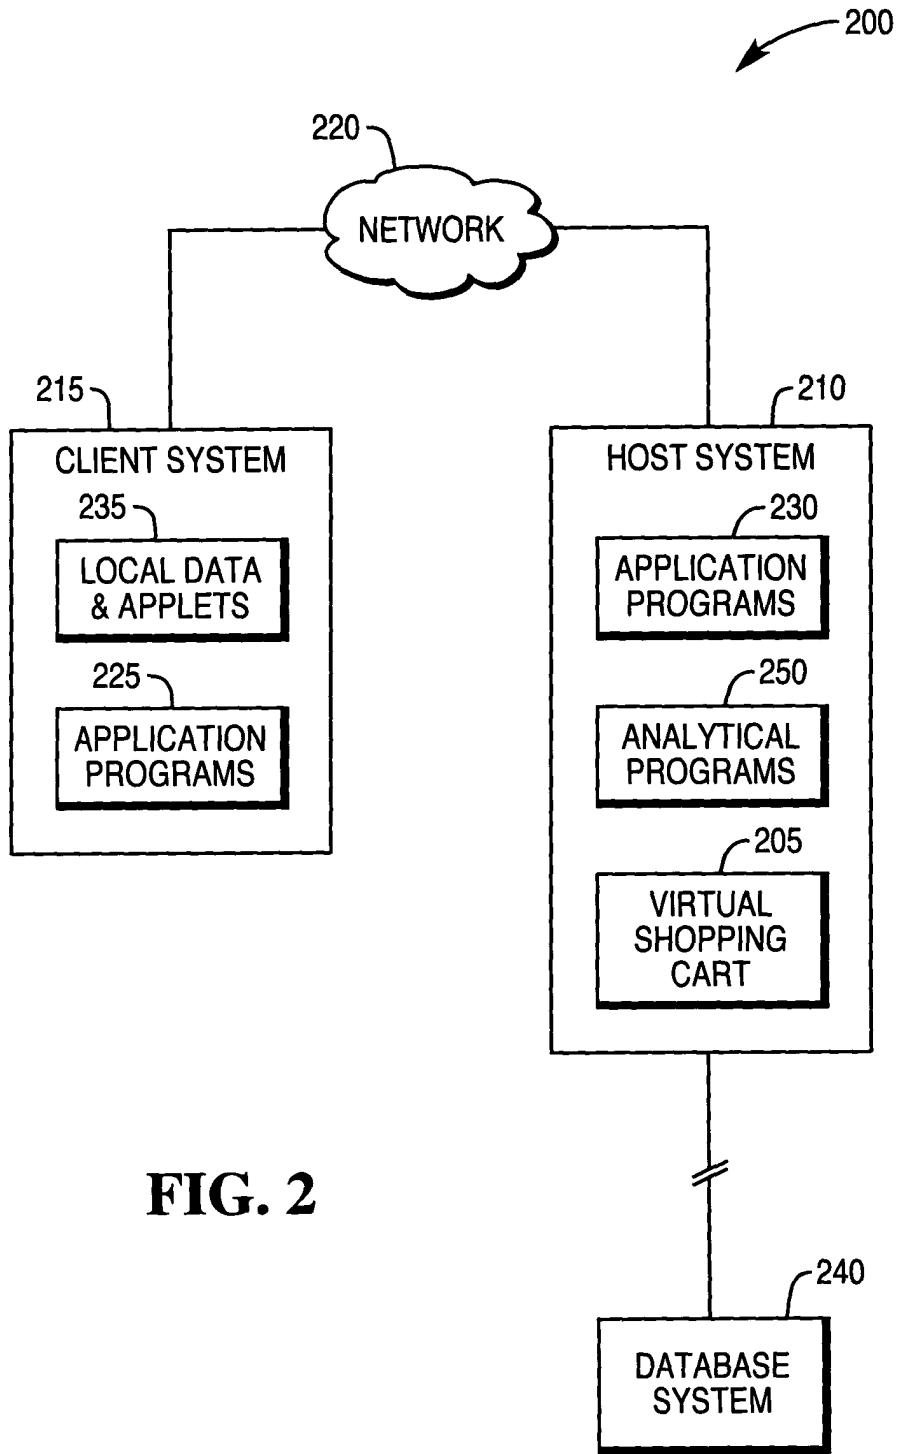 200
220
NETWORK
215
CLIENT SYSTEM
235
LOCAL DATA
& APPLETS
225
APPLICATION
PROGRAMS
210
HOST SYSTEM
230
APPLICATION
PROGRAMS
250
ANALYTICAL
PROGRAMS
205
VIRTUAL
SHOPPING
CART
FIG. 2
240
DATABASE
SYSTEM